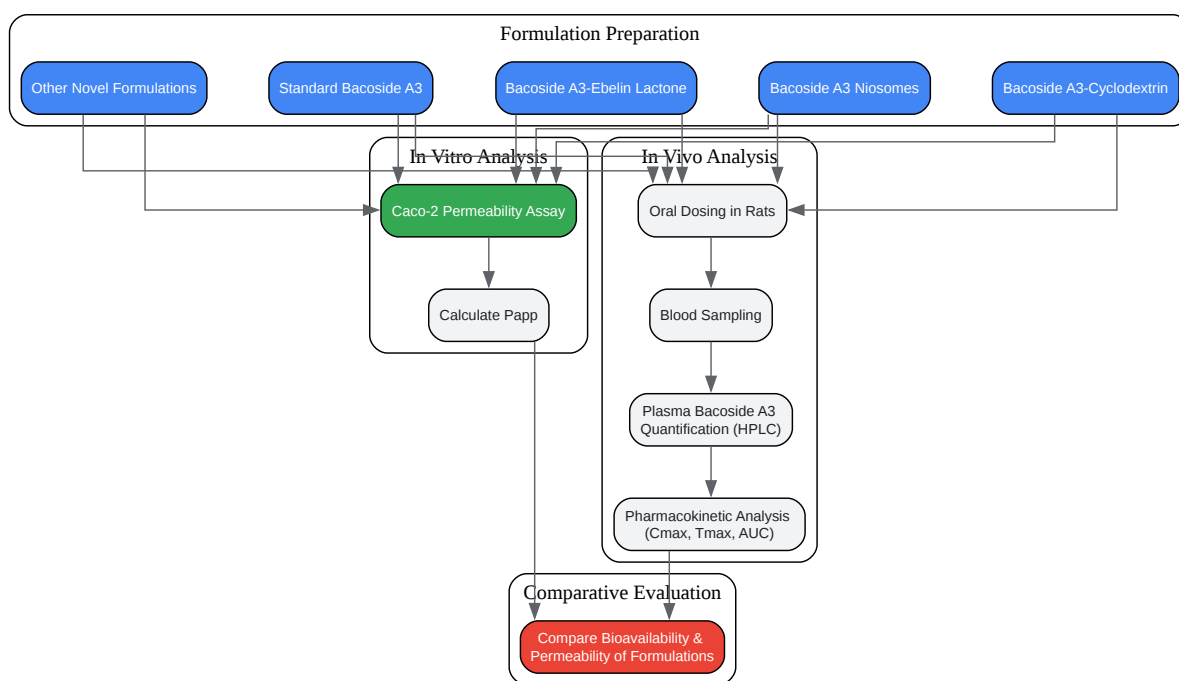 Formulation Preparation
Other Novel Formulations
Standard Bacoside A3
Bacoside A3-Ebelin Lactone
Bacoside A3 Niosomes
Bacoside A3-Cyclodextrin
In Vitro Analysis
In Vivo Analysis
Caco-2 Permeability Assay
Oral Dosing in Rats
Calculate Papp
Blood Sampling
Plasma Bacoside A3
Quantification (HPLC)
Pharmacokinetic Analysis
(Cmax, Tmax, AUC)
Comparative Evaluation
Compare Bioavailability &
Permeability of Formulations